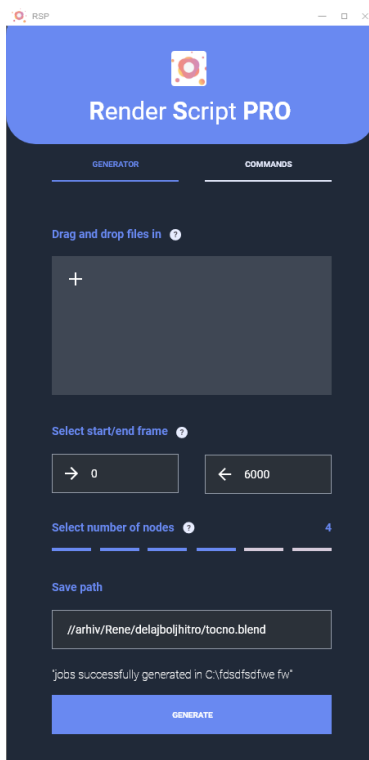 RSP
Render Script PRO
GENERATOR
COMMANDS
Drag and drop files in ?
Select start/end frame ?
0
6000
Select number of nodes ?
4
Save path
//arhiv/Rene/delajboljhitro/tocno.blend
"jobs successfully generated in C:\fdsdfsdfwe fw"
GENERATE